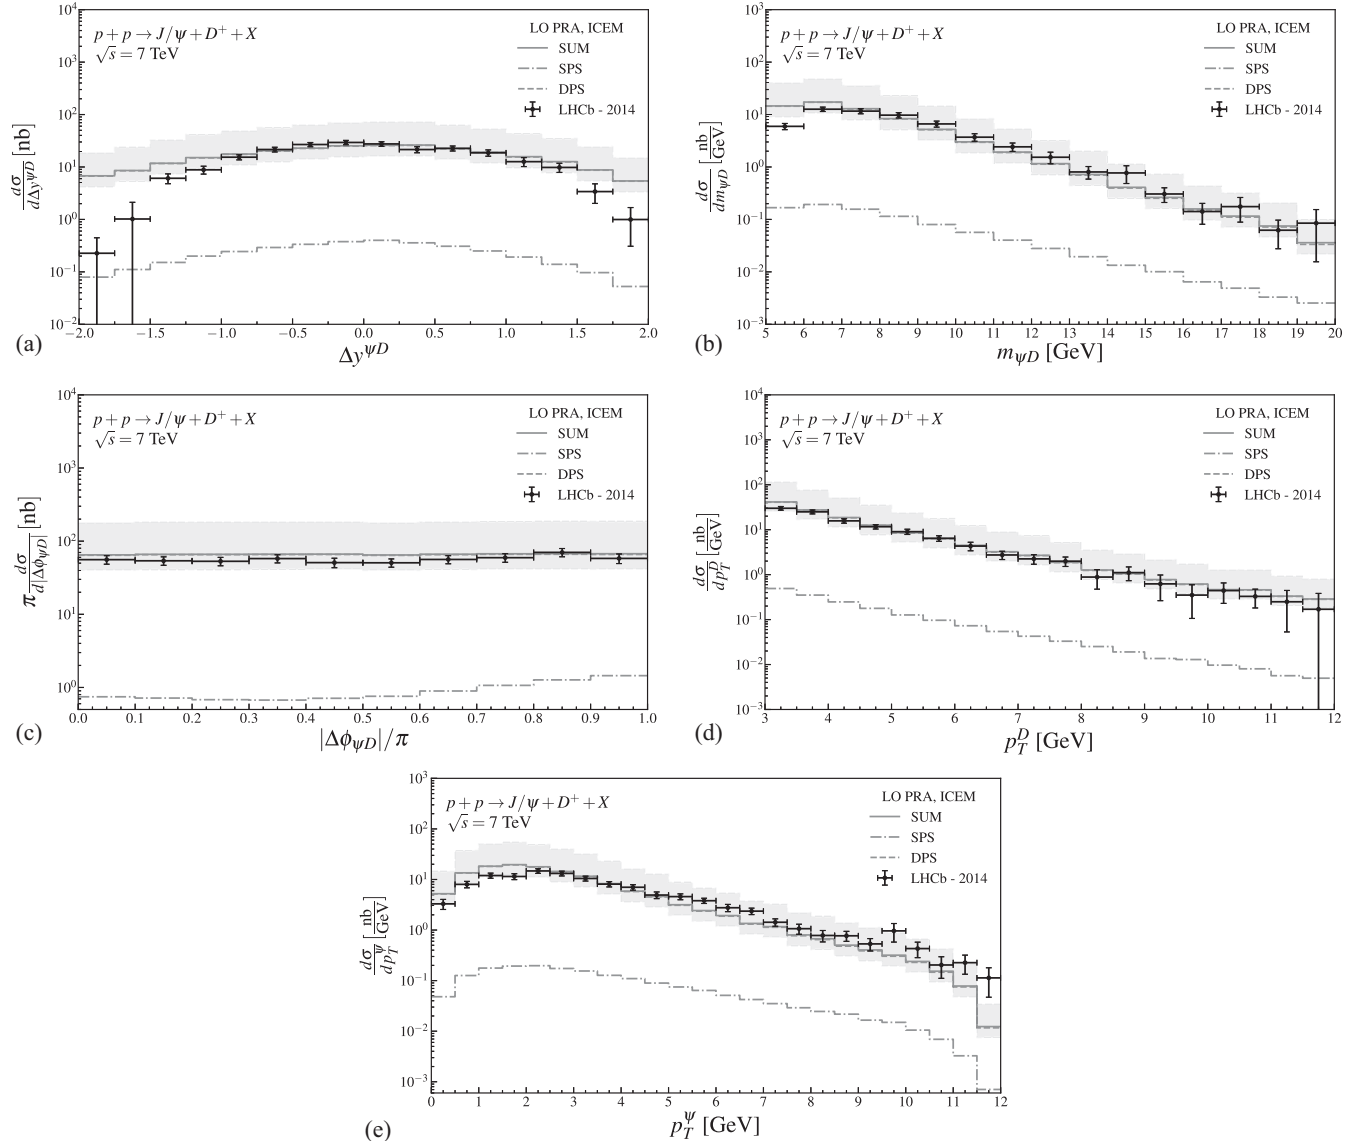 p + p → J/ψ + D⁺ + X
√s = 7 TeV
LO PRA, ICEM
SUM
SPS
DPS
LHCb - 2014
dσ/dΔy^{ψD} [nb]
10⁴
10³
10²
10¹
10⁰
10⁻¹
10⁻²
−2.0 −1.5 −1.0 −0.5 0.0 0.5 1.0 1.5 2.0
(a)
Δy^{ψD}
p + p → J/ψ + D⁺ + X
√s = 7 TeV
LO PRA, ICEM
SUM
SPS
DPS
LHCb - 2014
dσ/dm_{ψD} [nb/GeV]
10³
10²
10¹
10⁰
10⁻¹
10⁻²
10⁻³
5 6 7 8 9 10 11 12 13 14 15 16 17 18 19 20
(b)
m_{ψD} [GeV]
p + p → J/ψ + D⁺ + X
√s = 7 TeV
LO PRA, ICEM
SUM
SPS
DPS
LHCb - 2014
π dσ/d|Δϕ_{ψD}| [nb]
10⁴
10³
10²
10¹
10⁰
0.0 0.1 0.2 0.3 0.4 0.5 0.6 0.7 0.8 0.9 1.0
(c)
|Δϕ_{ψD}|/π
p + p → J/ψ + D⁺ + X
√s = 7 TeV
LO PRA, ICEM
SUM
SPS
DPS
LHCb - 2014
dσ/dp_T^D [nb/GeV]
10⁴
10³
10²
10¹
10⁰
10⁻¹
10⁻²
10⁻³
3 4 5 6 7 8 9 10 11 12
(d)
p_T^D [GeV]
p + p → J/ψ + D⁺ + X
√s = 7 TeV
LO PRA, ICEM
SUM
SPS
DPS
LHCb - 2014
dσ/dp_T^ψ [nb/GeV]
10³
10²
10¹
10⁰
10⁻¹
10⁻²
10⁻³
0 1 2 3 4 5 6 7 8 9 10 11 12
(e)
p_T^ψ [GeV]